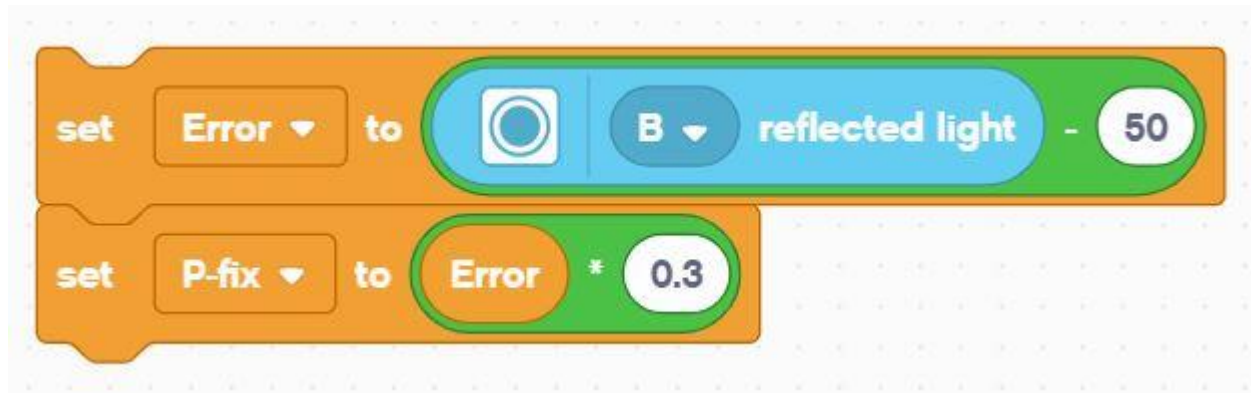 set Error to B reflected light - 50
set P-fix to Error * 0.3